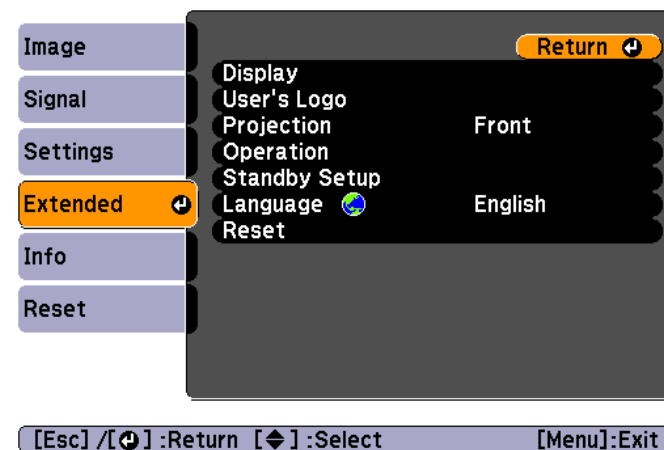 Image
Signal
Settings
Extended
Info
Reset
Return
Display
User's Logo
Projection Front
Operation
Standby Setup
Language English
Reset
[Esc] /[ ] :Return [ ] :Select [Menu]:Exit